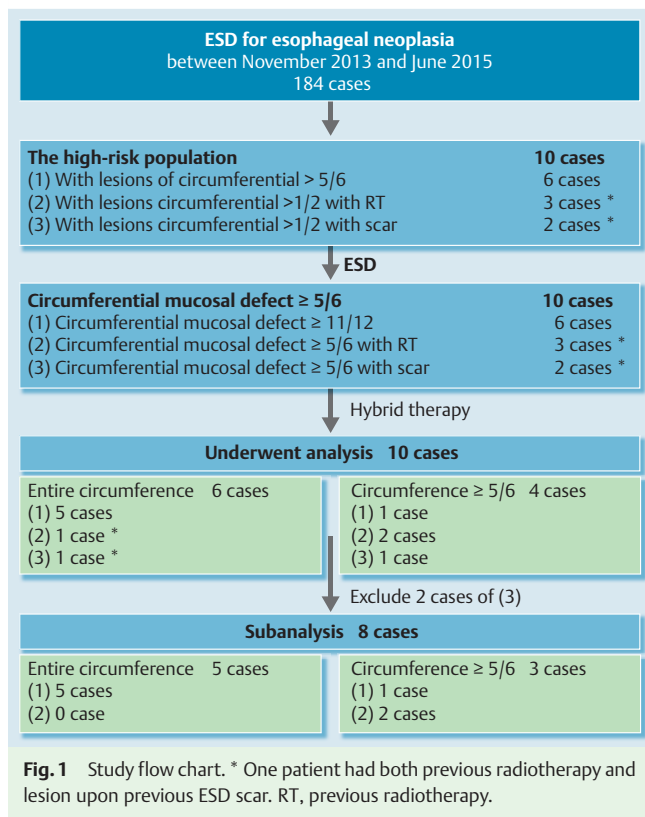 ESD for esophageal neoplasia
between November 2013 and June 2015
184 cases
The high-risk population 10 cases
(1) With lesions of circumferential > 5/6 6 cases
(2) With lesions circumferential >1/2 with RT 3 cases *
(3) With lesions circumferential >1/2 with scar 2 cases *
ESD
Circumferential mucosal defect ≥ 5/6 10 cases
(1) Circumferential mucosal defect ≥ 11/12 6 cases
(2) Circumferential mucosal defect ≥ 5/6 with RT 3 cases *
(3) Circumferential mucosal defect ≥ 5/6 with scar 2 cases *
Hybrid therapy
Underwent analysis 10 cases
Entire circumference 6 cases
(1) 5 cases
(2) 1 case *
(3) 1 case *
Circumference ≥ 5/6 4 cases
(1) 1 case
(2) 2 cases
(3) 1 case
Exclude 2 cases of (3)
Subanalysis 8 cases
Entire circumference 5 cases
(1) 5 cases
(2) 0 case
Circumference ≥ 5/6 3 cases
(1) 1 case
(2) 2 cases
Fig. 1 Study flow chart. * One patient had both previous radiotherapy and
lesion upon previous ESD scar. RT, previous radiotherapy.